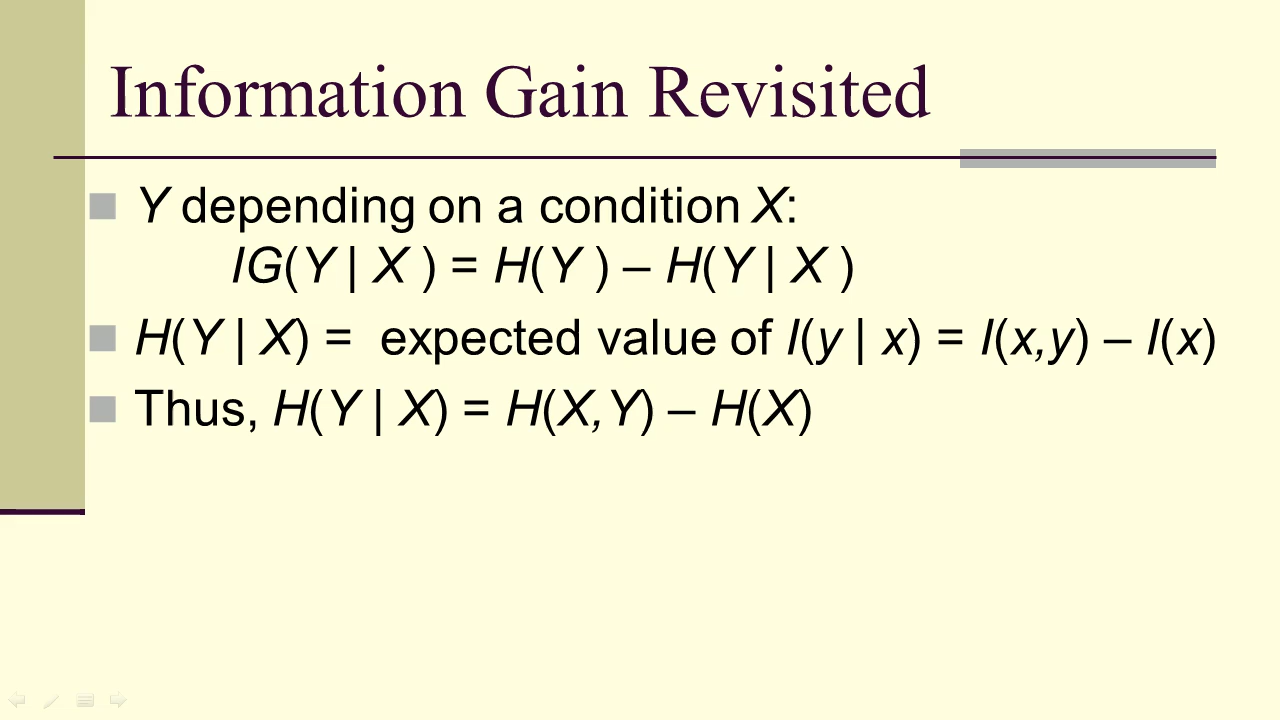 Information Gain Revisited
Y depending on a condition X:
IG(Y | X ) = H(Y ) – H(Y | X )
H(Y | X) =  expected value of I(y | x) = I(x,y) – I(x)
Thus, H(Y | X) = H(X,Y) – H(X)